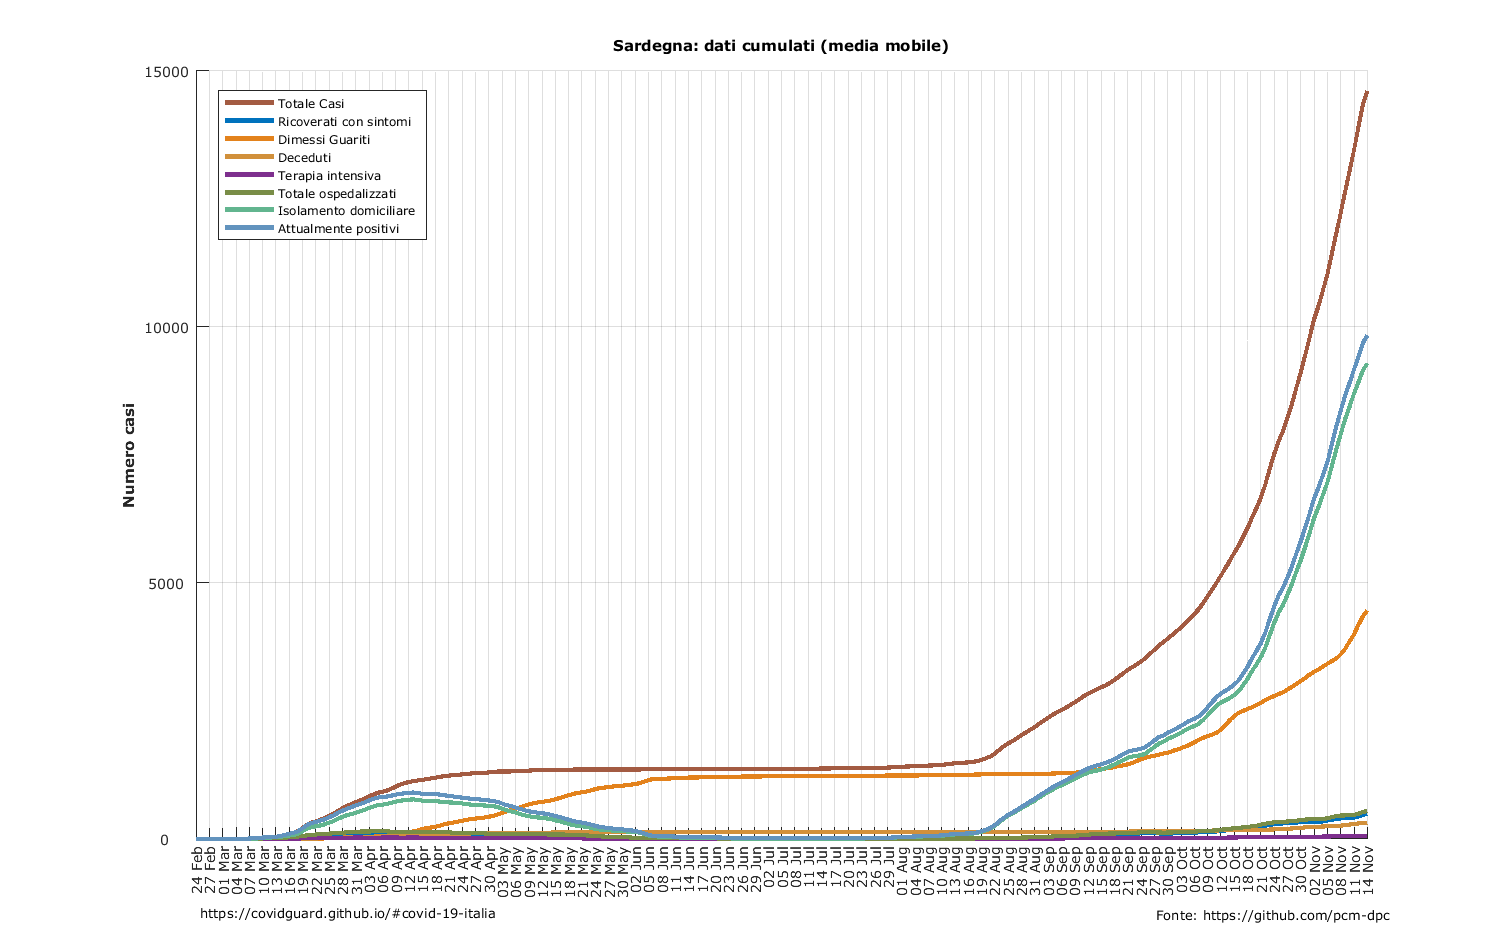 Sardegna: dati cumulati (media mobile)
15000
10000
5000
0
Numero casi
Totale Casi
Ricoverati con sintomi
Dimessi Guariti
Deceduti
Terapia intensiva
Totale ospedalizzati
Isolamento domiciliare
Attualmente positivi
24 Feb
27 Feb
01 Mar
04 Mar
07 Mar
10 Mar
13 Mar
16 Mar
19 Mar
22 Mar
25 Mar
28 Mar
31 Mar
03 Apr
06 Apr
09 Apr
12 Apr
15 Apr
18 Apr
21 Apr
24 Apr
27 Apr
30 Apr
03 May
06 May
09 May
12 May
15 May
18 May
21 May
24 May
27 May
30 May
02 Jun
05 Jun
08 Jun
11 Jun
14 Jun
17 Jun
20 Jun
23 Jun
26 Jun
29 Jun
02 Jul
05 Jul
08 Jul
11 Jul
14 Jul
17 Jul
20 Jul
23 Jul
26 Jul
29 Jul
01 Aug
04 Aug
07 Aug
10 Aug
13 Aug
16 Aug
19 Aug
22 Aug
25 Aug
28 Aug
31 Aug
03 Sep
06 Sep
09 Sep
12 Sep
15 Sep
18 Sep
21 Sep
24 Sep
27 Sep
30 Sep
03 Oct
06 Oct
09 Oct
12 Oct
15 Oct
18 Oct
21 Oct
24 Oct
27 Oct
30 Oct
02 Nov
05 Nov
08 Nov
11 Nov
14 Nov
https://covidguard.github.io/#covid-19-italia
Fonte: https://github.com/pcm-dpc